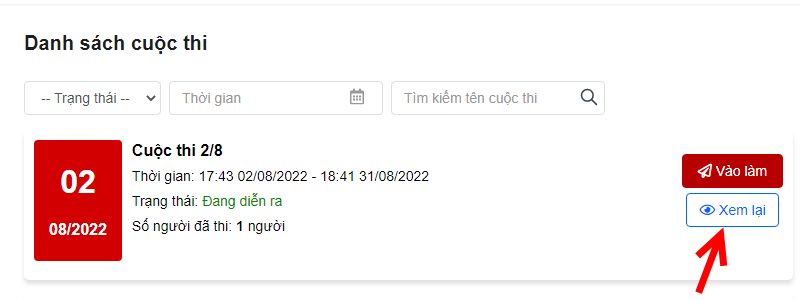 Danh sách cuộc thi
-- Trạng thái -- Thời gian Tìm kiếm tên cuộc thi
02
08/2022
Cuộc thi 2/8
Thời gian: 17:43 02/08/2022 - 18:41 31/08/2022
Trạng thái: Đang diễn ra
Số người đã thi: 1 người
Vào làm
Xem lại